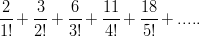 2/1! + 3/2! + 6/3! + 11/4! + 18/5! + .....